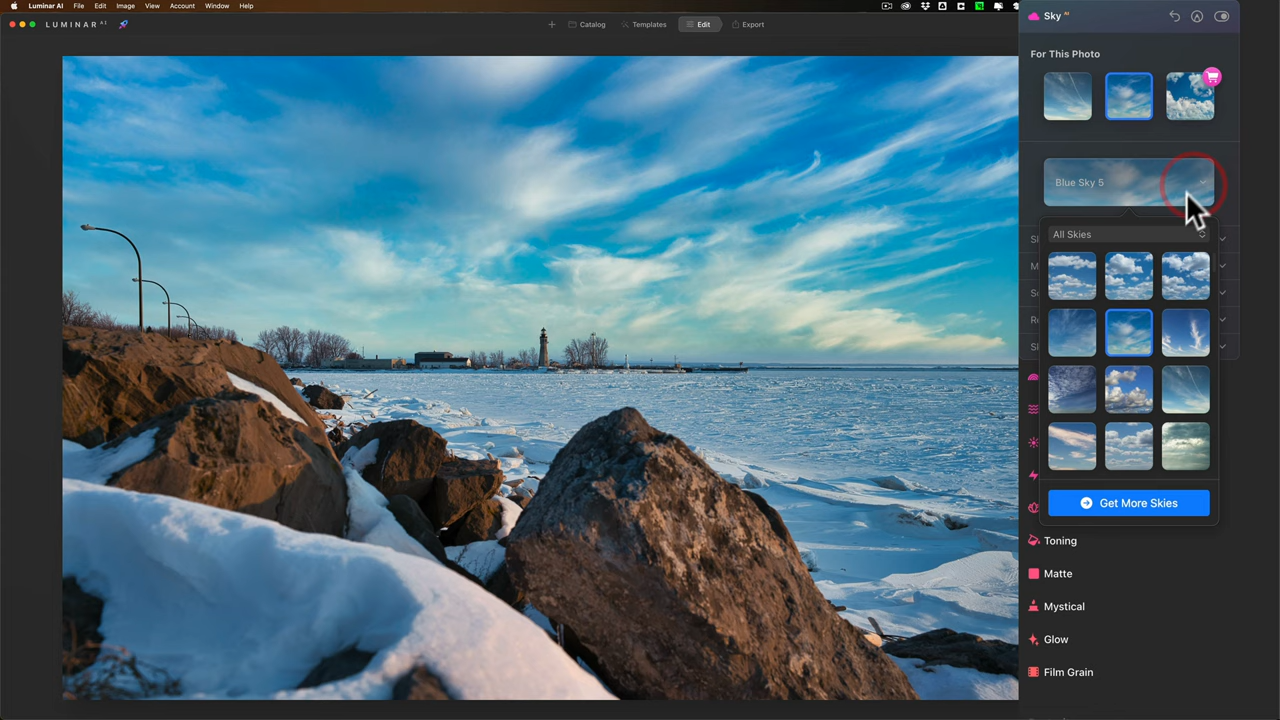 Luminar AI File Edit Image View Account Window Help
LUMINAR AI
Catalog
Templates
Edit
Export
Sky AI
For This Photo
Blue Sky 5
All Skies
Get More Skies
Toning
Matte
Mystical
Glow
Film Grain